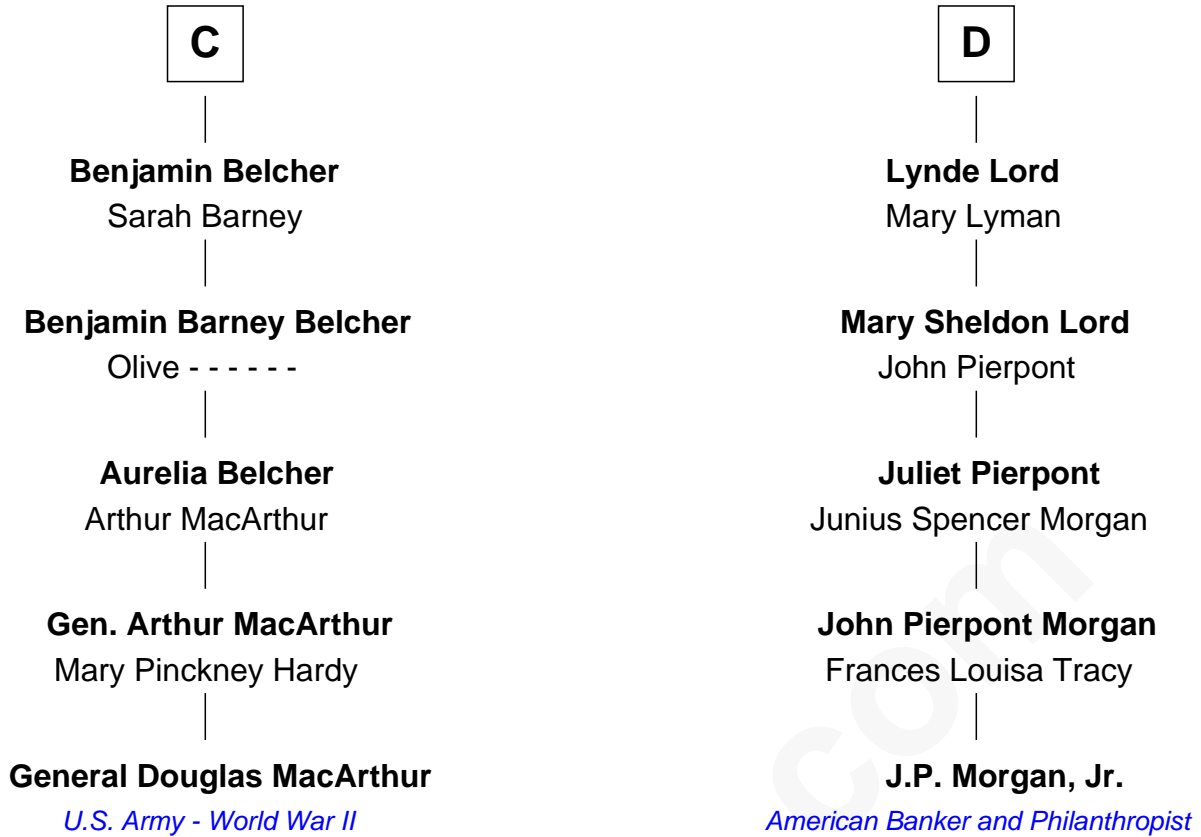 C
Benjamin Belcher
Sarah Barney
Benjamin Barney Belcher
Olive - - - - - -
Aurelia Belcher
Arthur MacArthur
Gen. Arthur MacArthur
Mary Pinckney Hardy
General Douglas MacArthur
U.S. Army - World War II
D
Lynde Lord
Mary Lyman
Mary Sheldon Lord
John Pierpont
Juliet Pierpont
Junius Spencer Morgan
John Pierpont Morgan
Frances Louisa Tracy
J.P. Morgan, Jr.
American Banker and Philanthropist
com